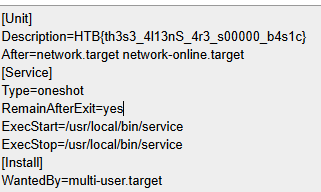 [Unit]
Description=HTB{th3s3_4l13nS_4r3_s00000_b4s1c}
After=network.target network-online.target
[Service]
Type=oneshot
RemainAfterExit=yes
ExecStart=/usr/local/bin/service
ExecStop=/usr/local/bin/service
[Install]
WantedBy=multi-user.target